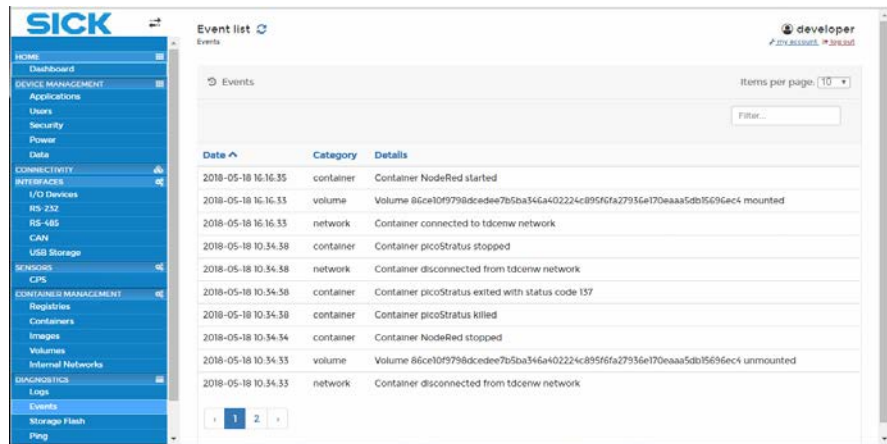 SICK
HOME
Dashboard
DEVICE MANAGEMENT
Applications
Users
Security
Power
Data
CONNECTIVITY
INTERFACES
I/O Devices
RS-232
RS-485
CAN
USB Storage
SENSORS
GPS
CONTAINER MANAGEMENT
Registries
Containers
Images
Volumes
Internal Networks
DIAGNOSTICS
Logs
Events
Storage Flash
Ping
Event list
Events
developer
my account log out
Events
Items per page: 10
Filter...
Date Category Details
2018-05-18 16:16:35 container Container NodeRed started
2018-05-18 16:16:33 volume Volume 86ce10f9798dcedee7b5ba346a402224c895f6fa27936e170eaaa5db15696ec4 mounted
2018-05-18 16:16:33 network Container connected to tdcenw network
2018-05-18 10:34:38 container Container picoStratus stopped
2018-05-18 10:34:38 network Container disconnected from tdcenw network
2018-05-18 10:34:38 container Container picoStratus exited with status code 137
2018-05-18 10:34:38 container Container picoStratus killed
2018-05-18 10:34:34 container Container NodeRed stopped
2018-05-18 10:34:33 volume Volume 86ce10f9798dcedee7b5ba346a402224c895f6fa27936e170eaaa5db15696ec4 unmounted
2018-05-18 10:34:33 network Container disconnected from tdcenw network
‹ 1 2 ›